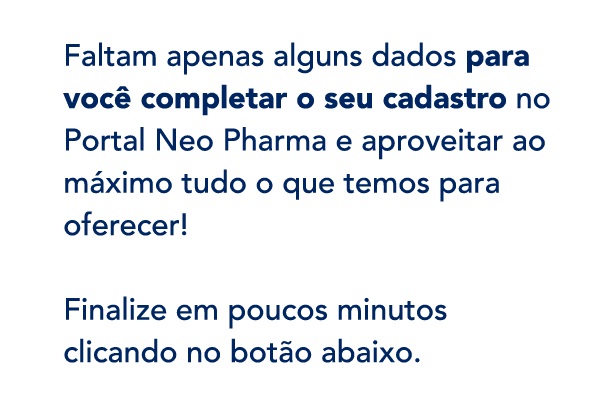 Faltam apenas alguns dados para
você completar o seu cadastro no
Portal Neo Pharma e aproveitar ao
máximo tudo o que temos para
oferecer!
Finalize em poucos minutos
clicando no botão abaixo.